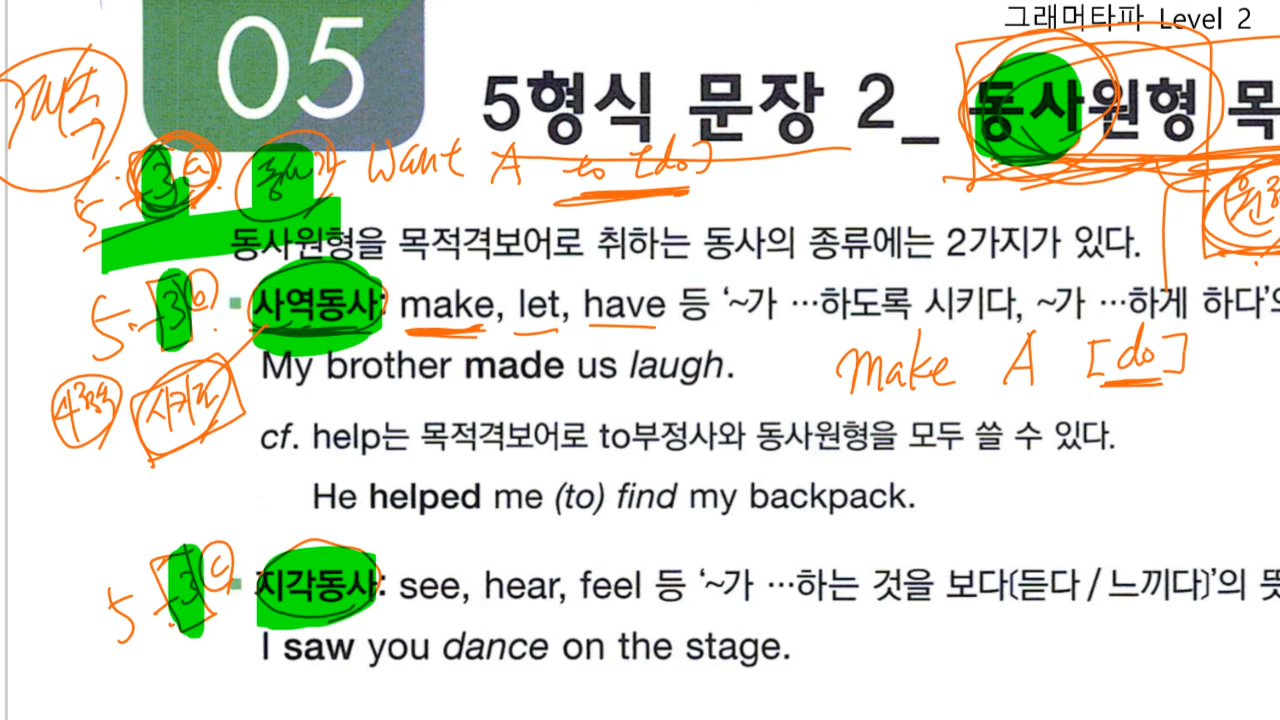 그래머타파 Level 2
05
5형식 문장 2_ 동사원형 목
5. -3 ⓐ. 동사가 want A to [do]
원형
동사원형을 목적격보어로 취하는 동사의 종류에는 2가지가 있다.
5. -3 ⓑ. 사역동사: make, let, have 등 ‘~가 …하도록 시키다, ~가 …하게 하다’의
My brother made us laugh. make A [do]
사역 시키다
cf. help는 목적격보어로 to부정사와 동사원형을 모두 쓸 수 있다.
He helped me (to) find my backpack.
5. -3 ⓒ 지각동사: see, hear, feel 등 ‘~가 …하는 것을 보다(듣다 / 느끼다)’의 뜻
I saw you dance on the stage.